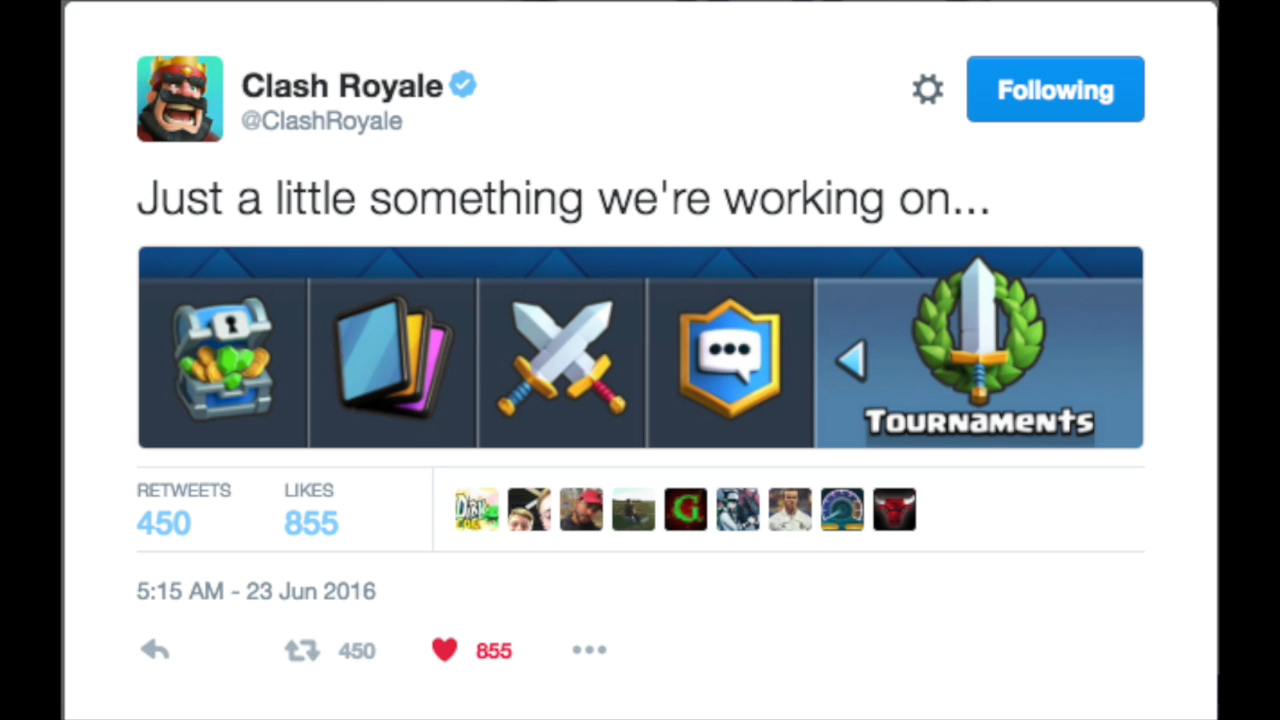 Clash Royale
@ClashRoyale
Following
Just a little something we're working on...
TOURNAMENTS
RETWEETS LIKES
450 855
G
5:15 AM - 23 Jun 2016
450 855